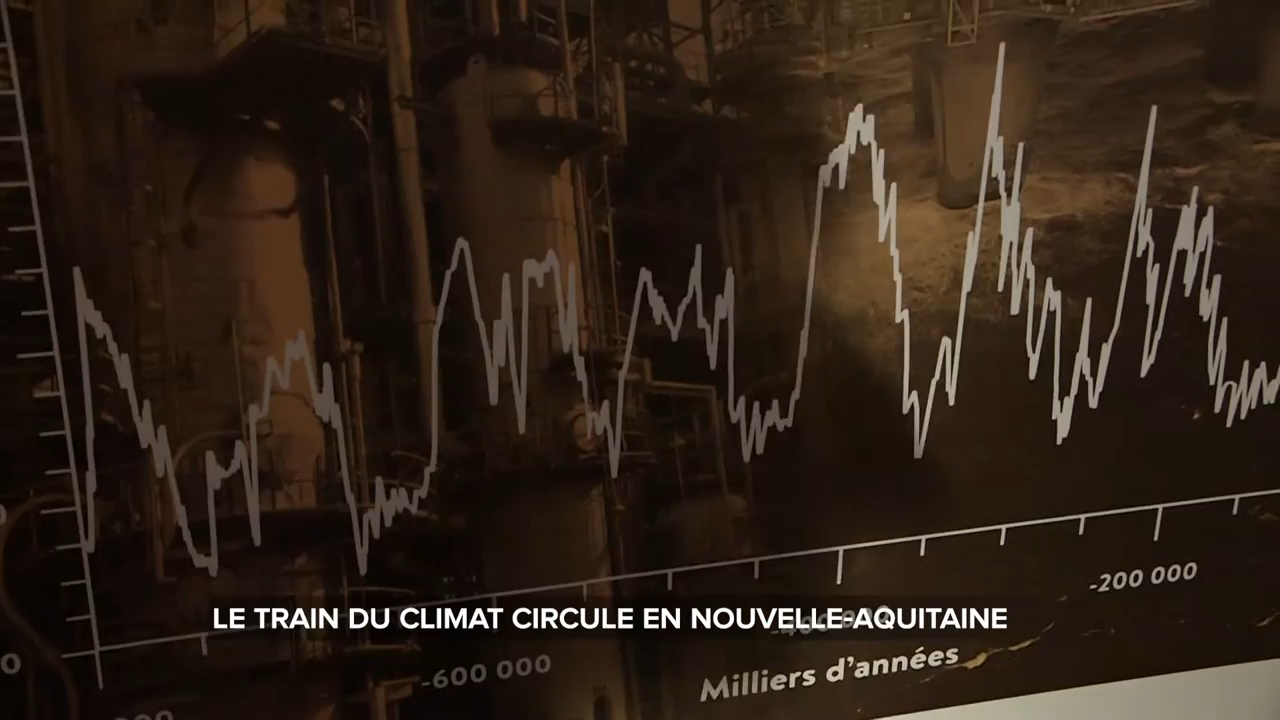 -200 000
LE TRAIN DU CLIMAT CIRCULE EN NOUVELLE-AQUITAINE
-600 000
Milliers d'années